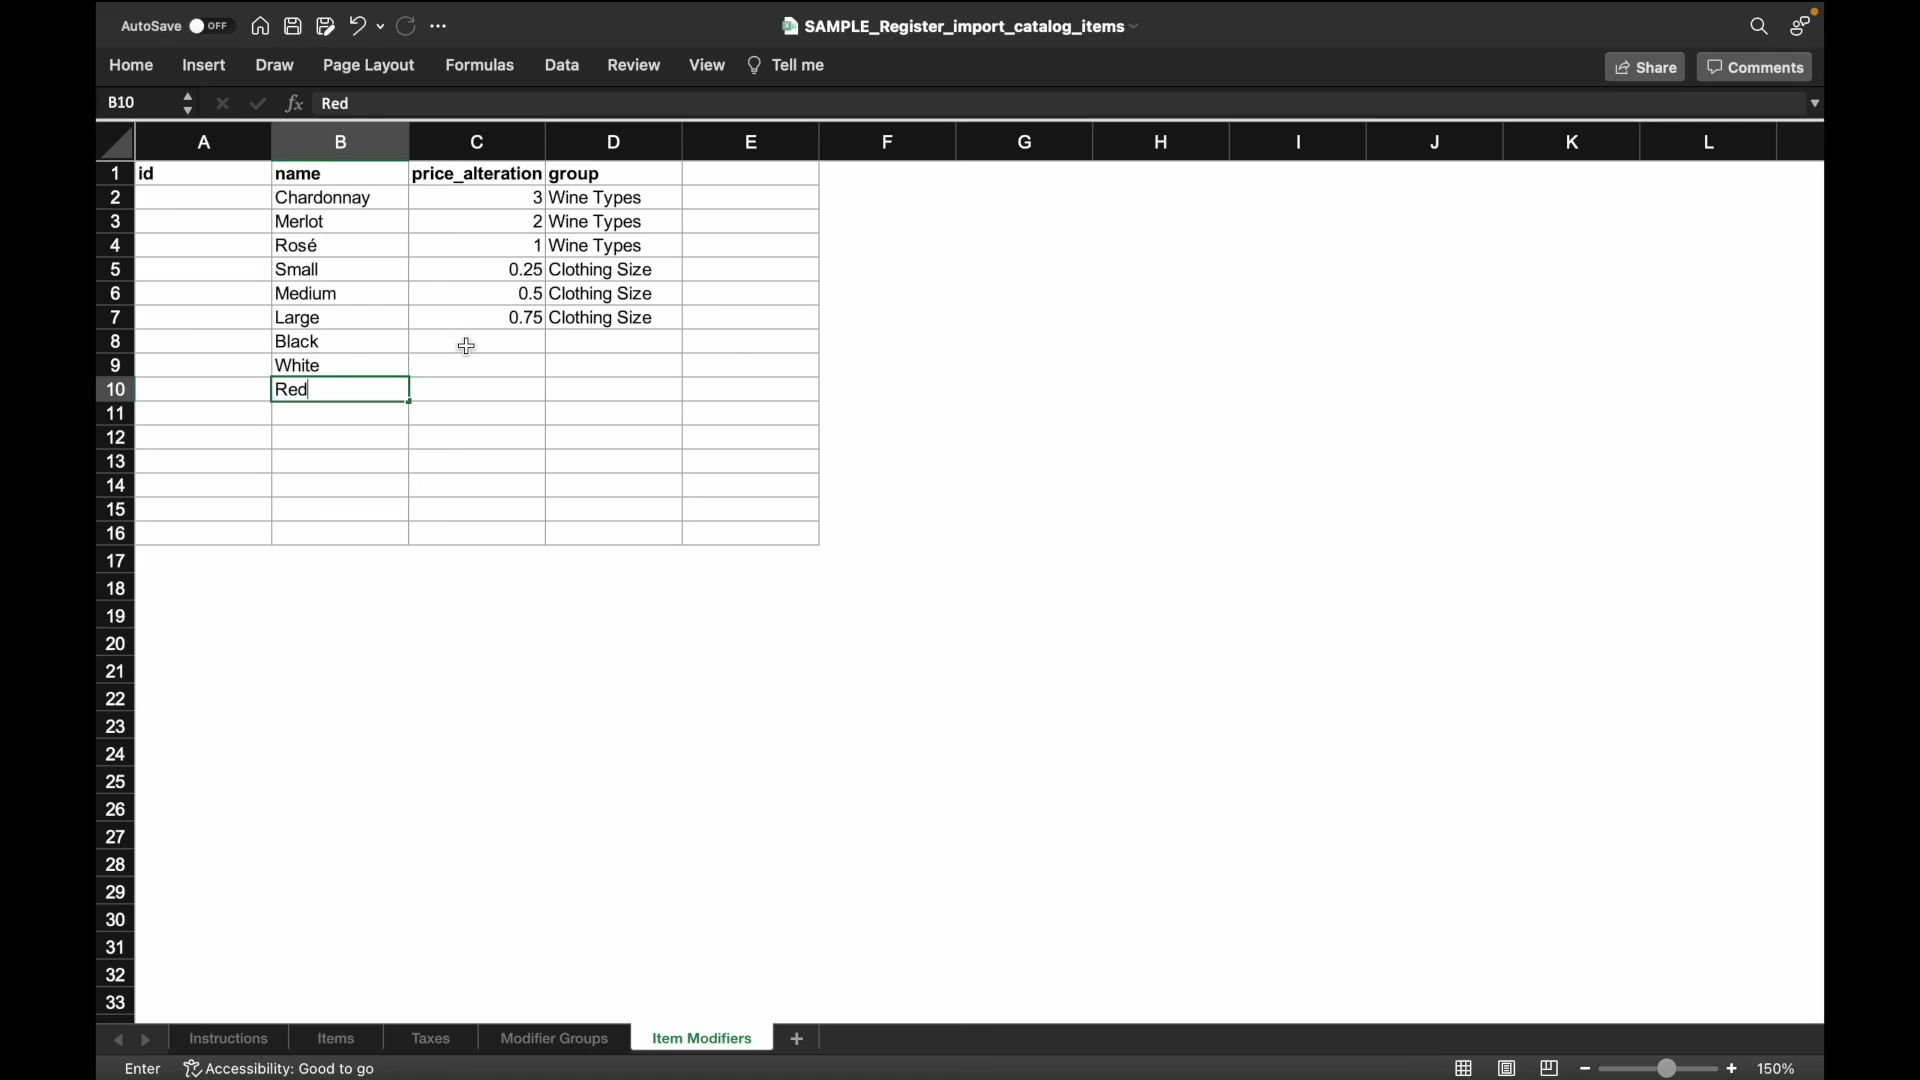 AutoSave OFF SAMPLE_Register_import_catalog_items
Home Insert Draw Page Layout Formulas Data Review View Tell me Share Comments
B10 fx Red
A B C D E F G H I J K L
1 id name price_alteration group
2 Chardonnay 3 Wine Types
3 Merlot 2 Wine Types
4 Rosé 1 Wine Types
5 Small 0.25 Clothing Size
6 Medium 0.5 Clothing Size
7 Large 0.75 Clothing Size
8 Black
9 White
10 Red
11
12
13
14
15
16
17
18
19
20
21
22
23
24
25
26
27
28
29
30
31
32
33
Instructions Items Taxes Modifier Groups Item Modifiers
Enter Accessibility: Good to go 150%